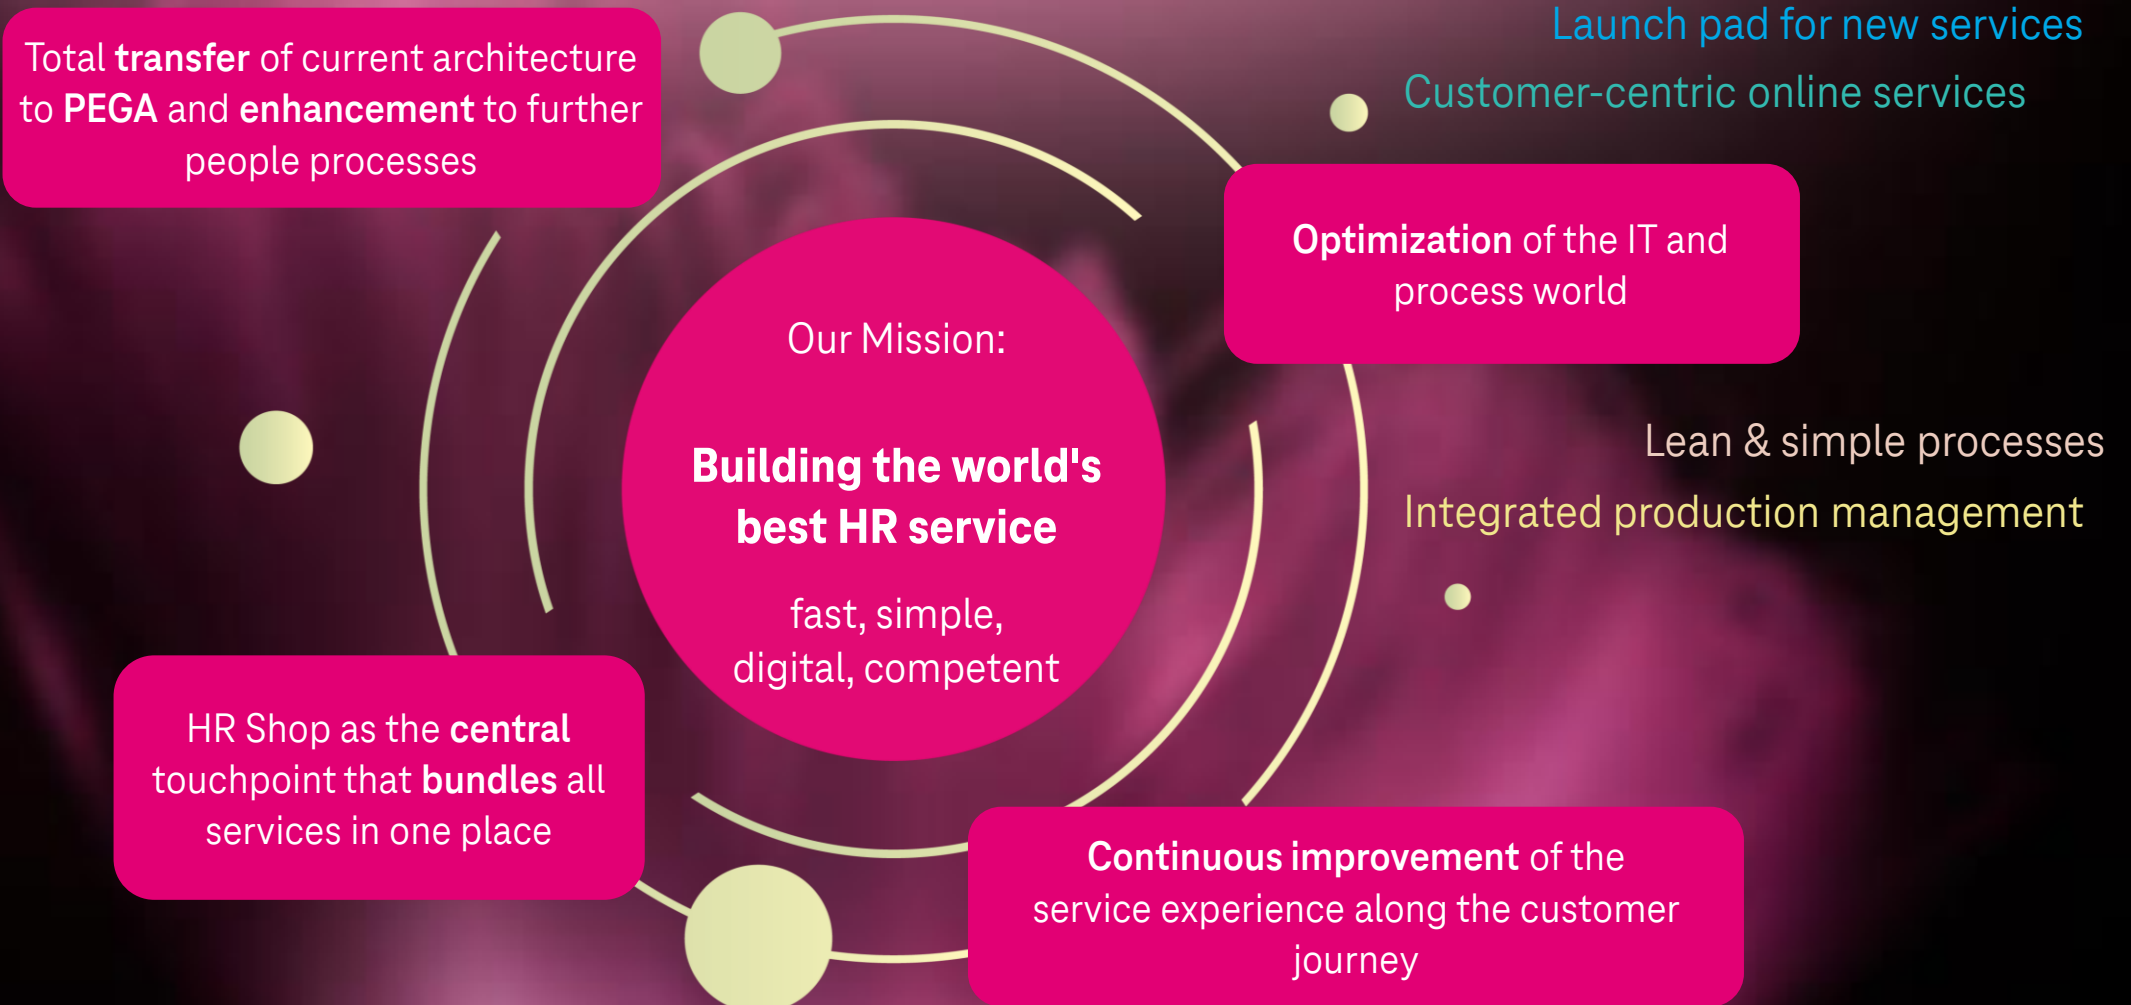 Total transfer of current architecture
to PEGA and enhancement to further
people processes
Launch pad for new services
Customer-centric online services
Optimization of the IT and
process world
Our Mission:
Building the world's
best HR service
fast, simple,
digital, competent
Lean & simple processes
Integrated production management
HR Shop as the central
touchpoint that bundles all
services in one place
Continuous improvement of the
service experience along the customer
journey